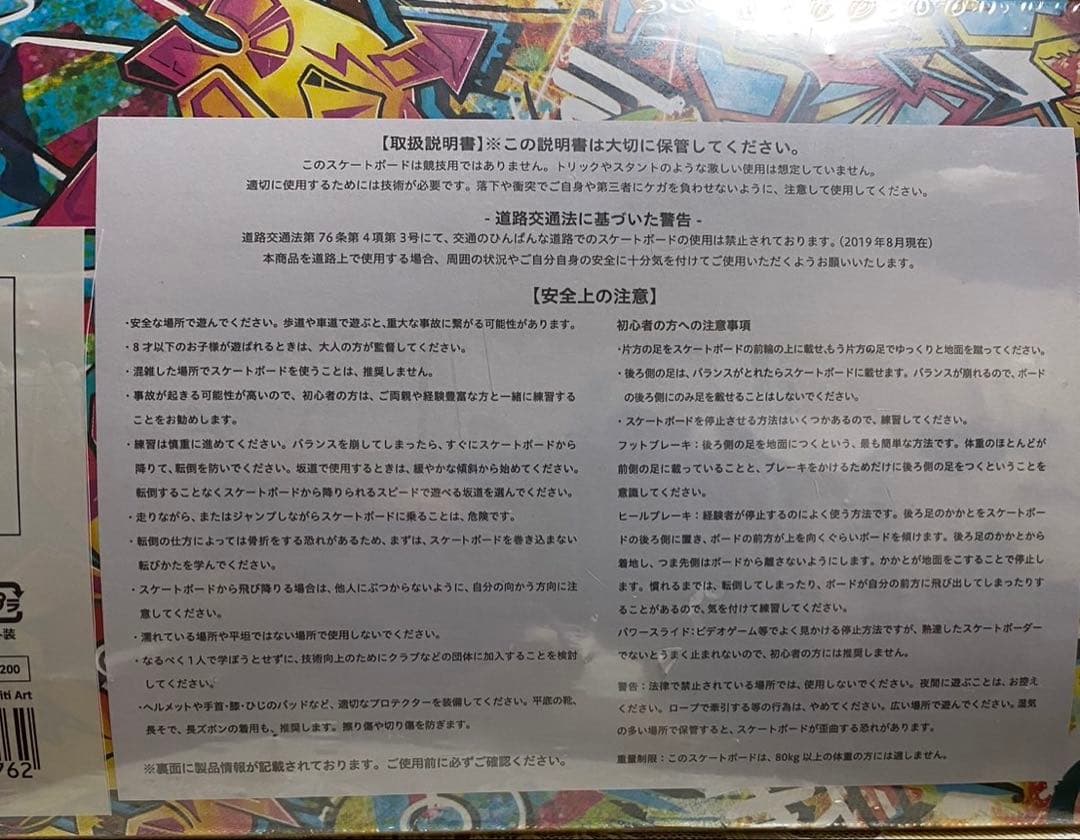 【取扱説明書】※この説明書は大切に保管してください。
このスケートボードは競技用ではありません。トリックやスタントのような激しい使用は想定していません。
適切に使用するためには技術が必要です。落下や衝突でご自身や第三者にケガを負わせないように、注意して使用してください。
- 道路交通法に基づいた警告 -
道路交通法第76条第4項第3号にて、交通のひんぱんな道路でのスケートボードの使用は禁止されております。(2019年8月現在)
本商品を道路上で使用する場合、周囲の状況やご自分自身の安全に十分気を付けてご使用いただくようお願いいたします。
【安全上の注意】
・安全な場所で遊んでください。歩道や車道で遊ぶと、重大な事故に繋がる可能性があります。
・8才以下のお子様が遊ばれるときは、大人の方が監督してください。
・混雑した場所でスケートボードを使うことは、推奨しません。
・事故が起きる可能性が高いので、初心者の方は、ご両親や経験豊富な方と一緒に練習する
ことをお勧めします。
・練習は慎重に進めてください。バランスを崩してしまったら、すぐにスケートボードから
降りて、転倒を防いでください。坂道で使用するときは、緩やかな傾斜から始めてください。
転倒することなくスケートボードから降りられるスピードで遊べる坂道を選んでください。
・走りながら、またはジャンプしながらスケートボードに乗ることは、危険です。
・転倒の仕方によっては骨折をする恐れがあるため、まずは、スケートボードを巻き込まない
転びかたを学んでください。
・スケートボードから飛び降りる場合は、他人にぶつからないように、自分の向かう方向に注
意してください。
・濡れている場所や平坦ではない場所で使用しないでください。
・なるべく1人で学ぼうとせずに、技術向上のためにクラブなどの団体に加入することを検討
してください。
・ヘルメットや手首・膝・ひじのパッドなど、適切なプロテクターを装備してください。平底の靴、
長そで、長ズボンの着用も、推奨します。擦り傷や切り傷を防ぎます。
※裏面に製品情報が記載されております。ご使用前に必ずご確認ください。
初心者の方への注意事項
・片方の足をスケートボードの前輪の上に載せ、もう片方の足でゆっくりと地面を蹴ってください。
・後ろ側の足は、バランスがとれたらスケートボードに載せます。バランスが崩れるので、ボード
の後ろ側にのみ足を載せることはしないでください。
・スケートボードを停止させる方法はいくつかあるので、練習してください。
フットブレーキ：後ろ側の足を地面につくという、最も簡単な方法です。体重のほとんどが
前側の足に載っていることと、ブレーキをかけるためだけに後ろ側の足をつくということを
意識してください。
ヒールブレーキ：経験者が停止するのによく使う方法です。後ろ足のかかとをスケートボー
ドの後ろ側に置き、ボードの前方が上を向くぐらいボードを傾けます。後ろ足のかかとから
着地し、つま先側はボードから離さないようにします。かかとが地面をこすることで停止し
ます。慣れるまでは、転倒してしまったり、ボードが自分の前方に飛び出してしまったりす
ることがあるので、気を付けて練習してください。
パワースライド：ビデオゲーム等でよく見かける停止方法ですが、熟達したスケートボーダー
でないとうまく止まれないので、初心者の方には推奨しません。
警告：法律で禁止されている場所では、使用しないでください。夜間に遊ぶことは、お控え
ください。ロープで牽引する等の行為は、やめてください。広い場所で遊んでください。湿気
の多い場所で保管すると、スケートボードが歪曲する恐れがあります。
重量制限：このスケートボードは、80kg以上の体重の方には適しません。
プラ
装
200
iti Art
762